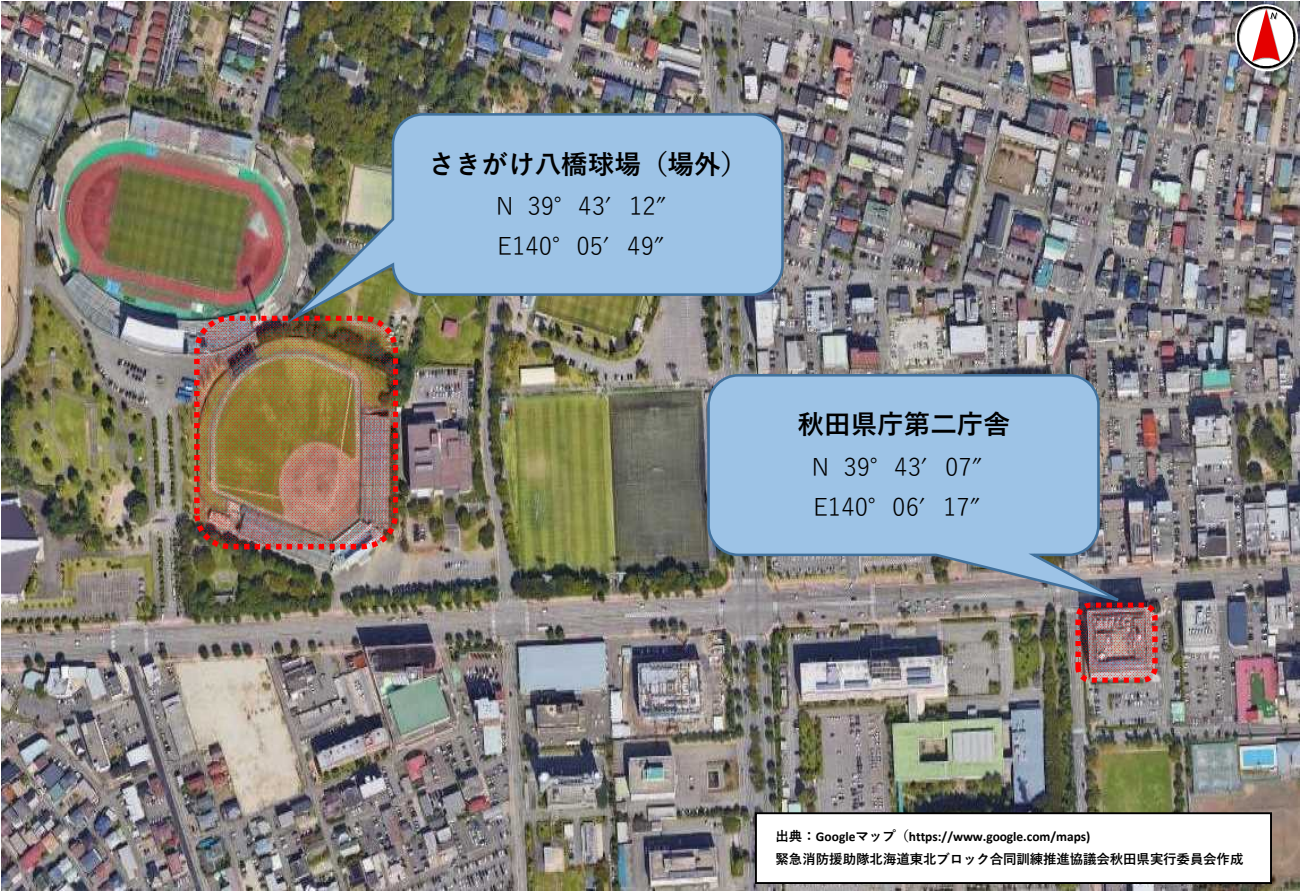 N
さきがけ八橋球場（場外）
N 39° 43′ 12″
E140° 05′ 49″
秋田県庁第二庁舎
N 39° 43′ 07″
E140° 06′ 17″
出典：Googleマップ（https://www.google.com/maps)
緊急消防援助隊北海道東北ブロック合同訓練推進協議会秋田県実行委員会作成